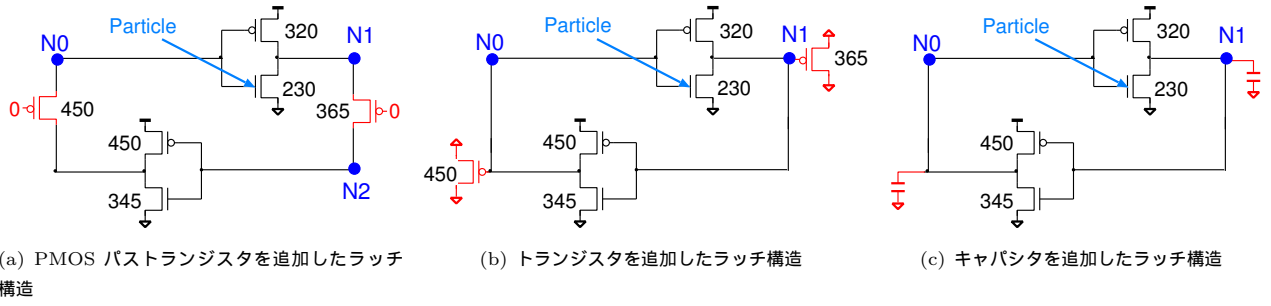 Particle
320
N0
N1
230
0
450
365
0
450
345
N2
Particle
320
N0
N1
365
230
450
450
345
Particle
320
N0
N1
230
450
345
(a) PMOS パストランジスタを追加したラッチ
構造
(b) トランジスタを追加したラッチ構造
(c) キャパシタを追加したラッチ構造